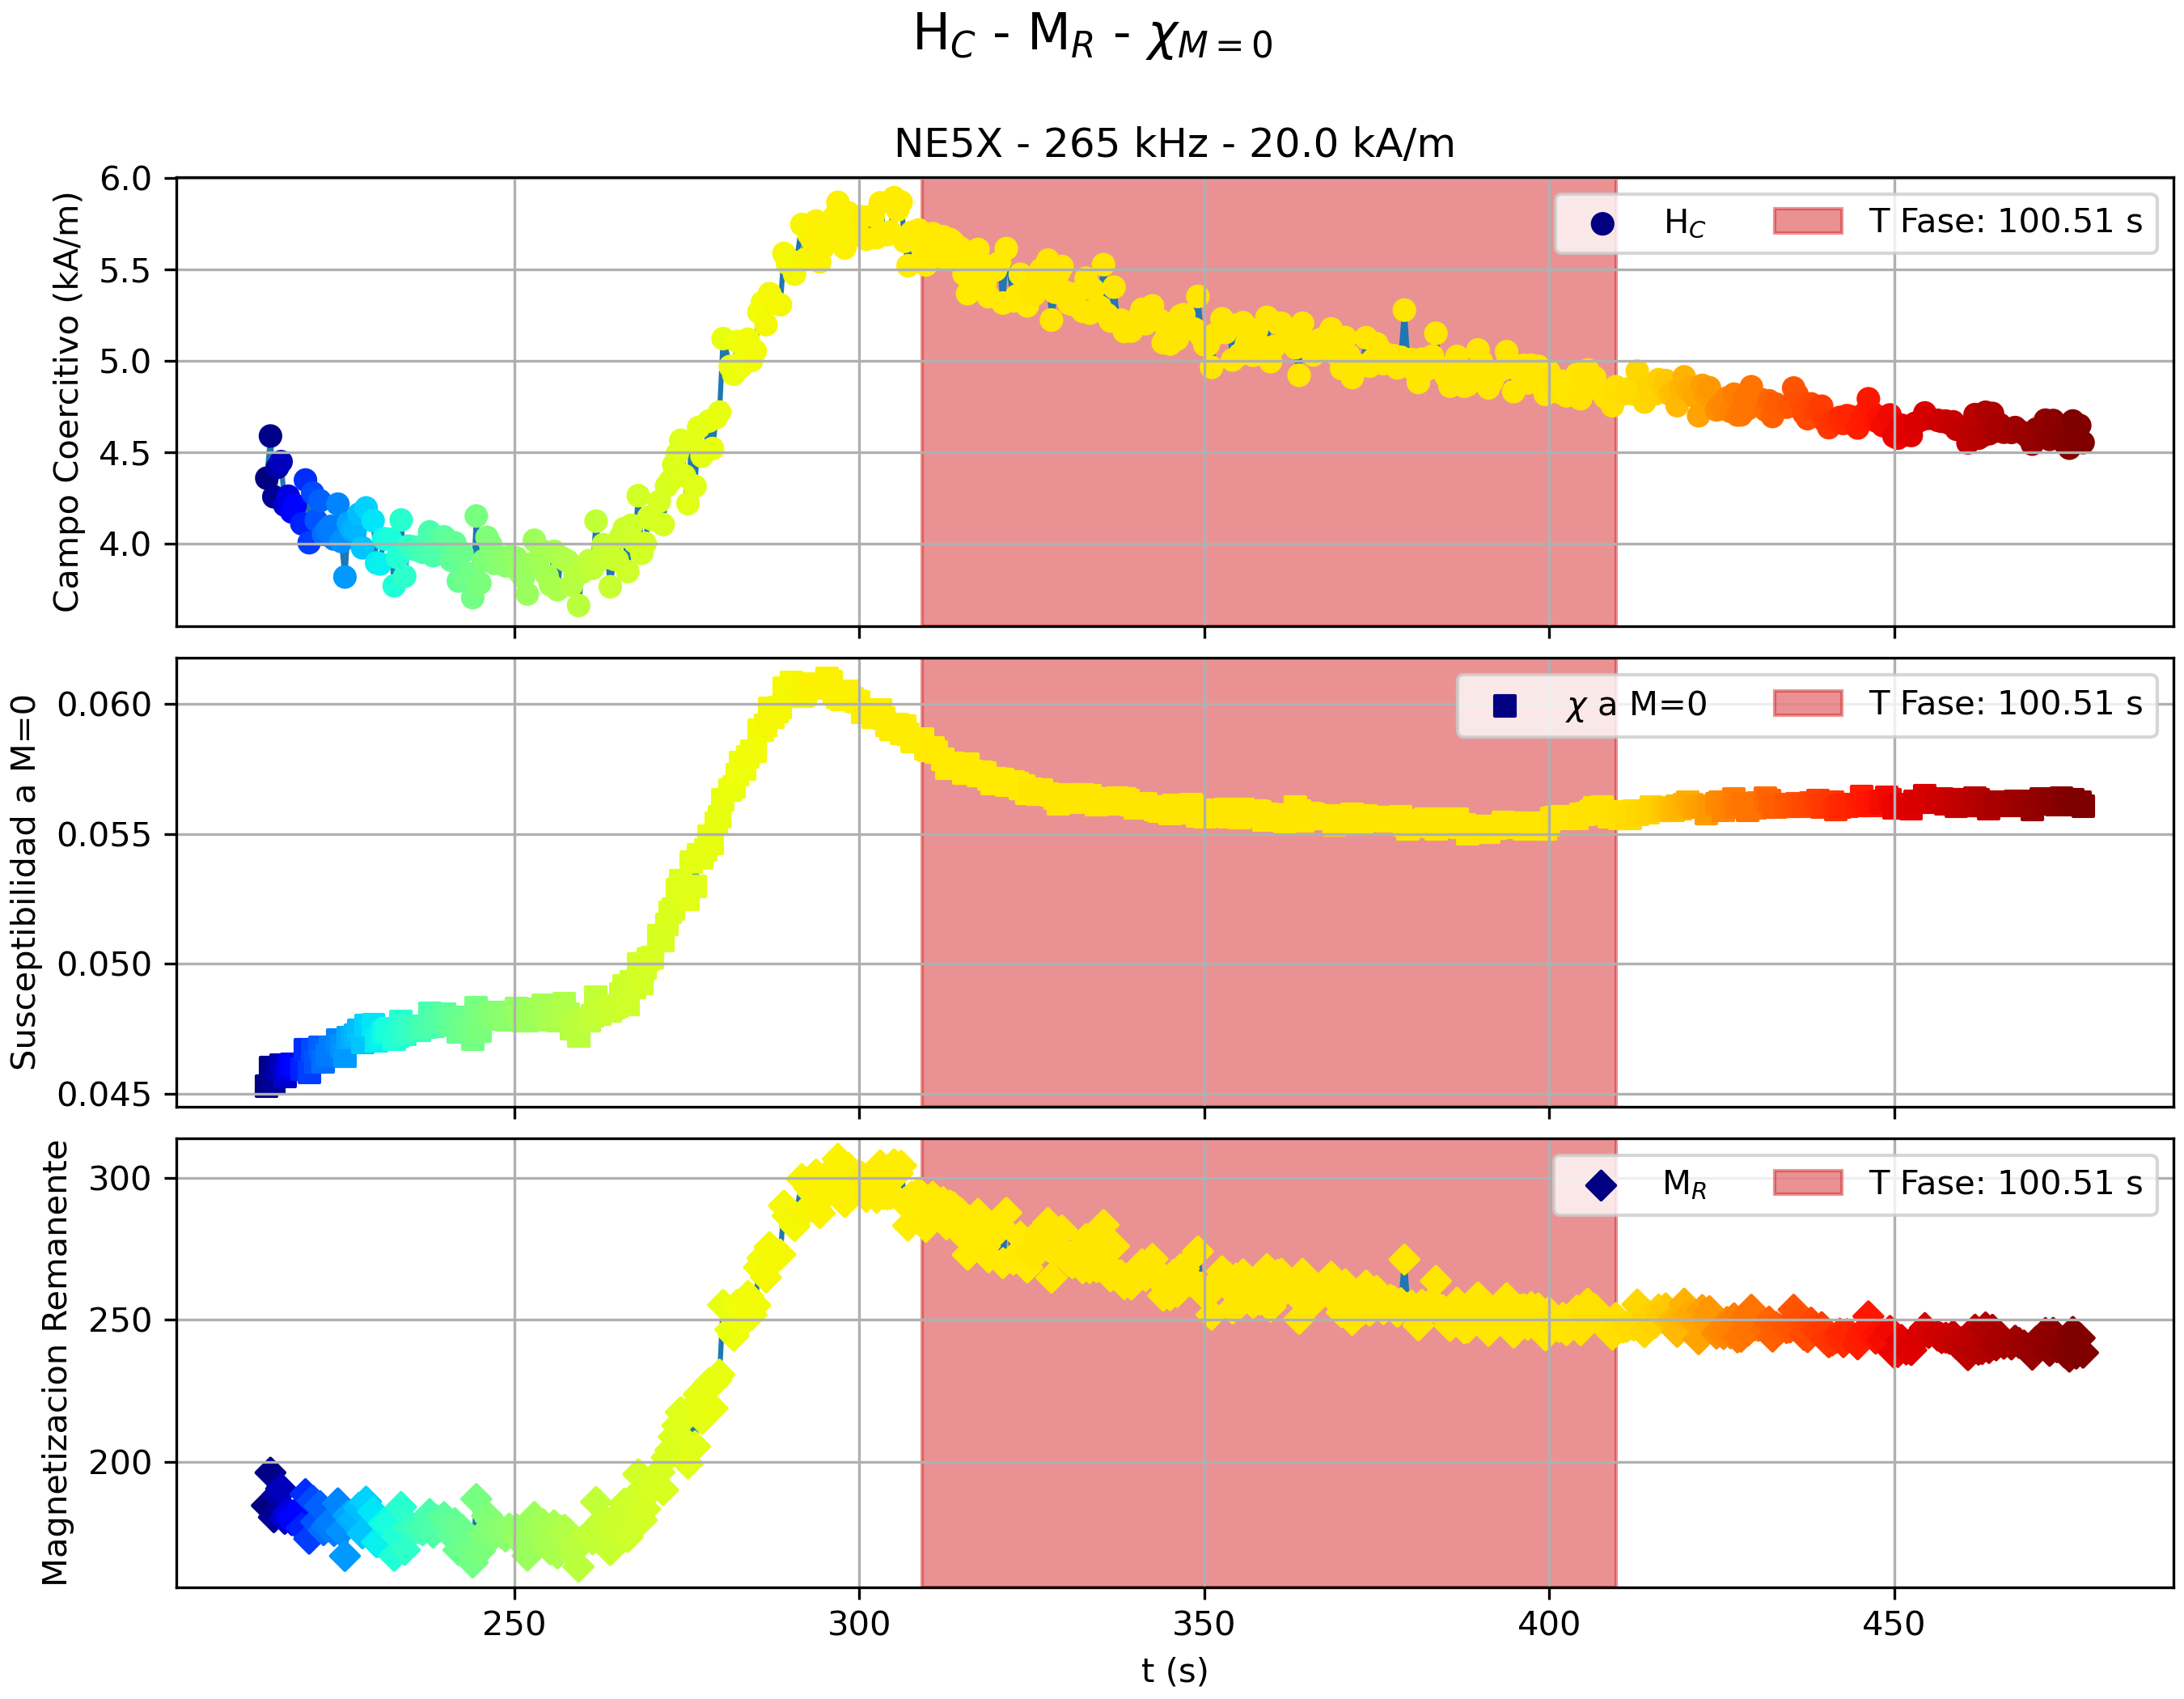 H_C - M_R - χ_{M=0}
NE5X - 265 kHz - 20.0 kA/m
Campo Coercitivo (kA/m)
6.0
5.5
5.0
4.5
4.0
H_C
T Fase: 100.51 s
Susceptibilidad a M=0
0.060
0.055
0.050
0.045
χ a M=0
T Fase: 100.51 s
Magnetizacion Remanente
300
250
200
M_R
T Fase: 100.51 s
250 300 350 400 450
t (s)